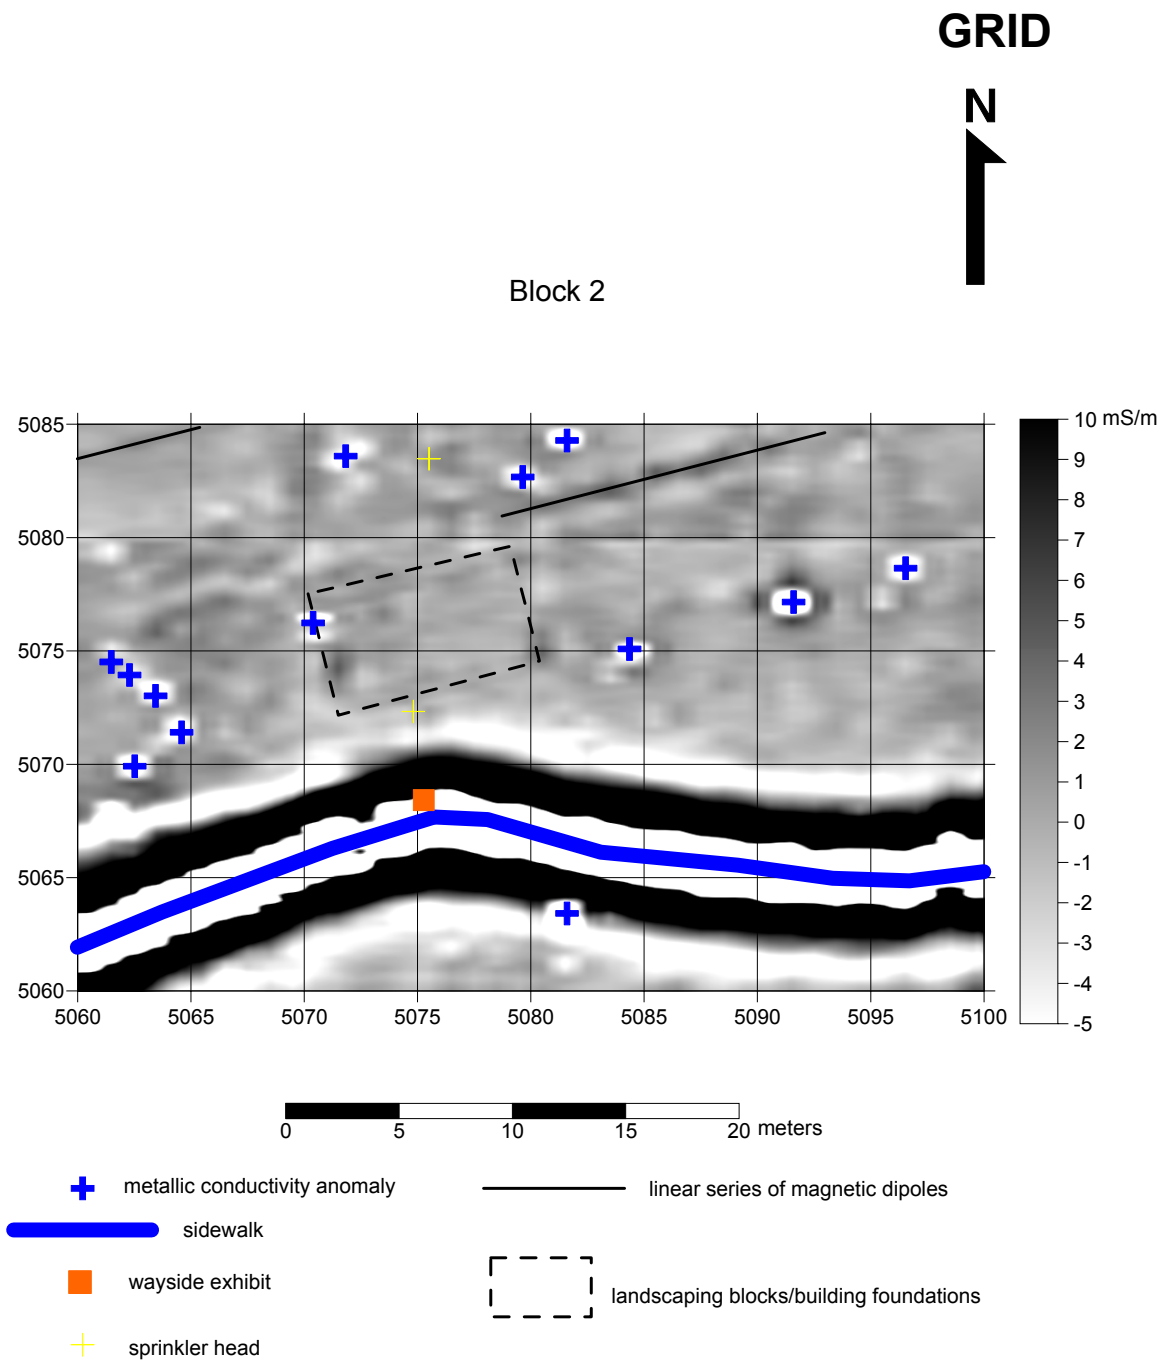 GRID
N
Block 2
5085
5080
5075
5070
5065
5060
5060 5065 5070 5075 5080 5085 5090 5095 5100
10 mS/m
9
8
7
6
5
4
3
2
1
0
-1
-2
-3
-4
-5
0 5 10 15 20 meters
metallic conductivity anomaly
linear series of magnetic dipoles
sidewalk
wayside exhibit
landscaping blocks/building foundations
sprinkler head